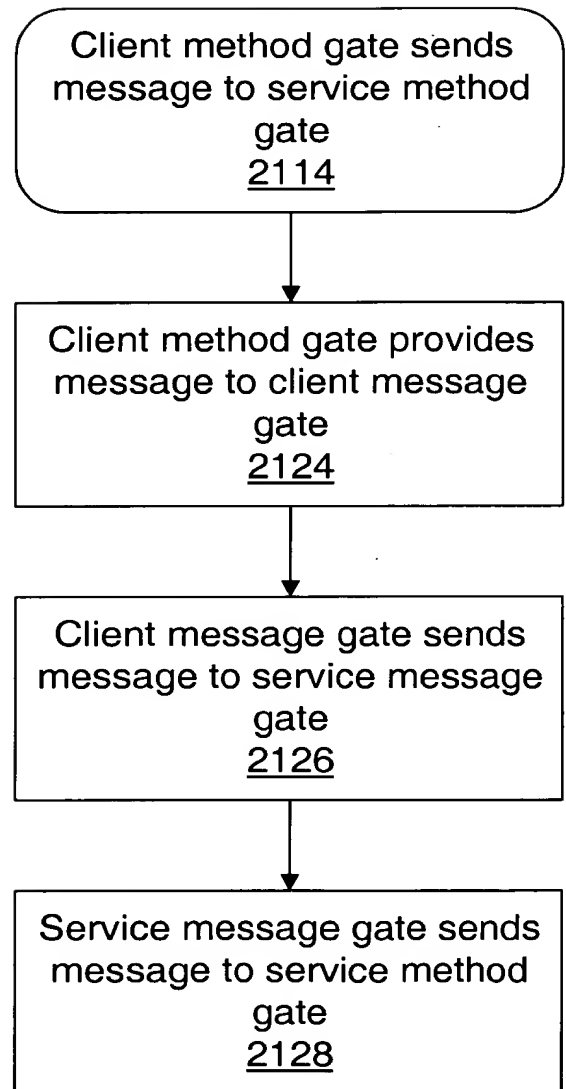 Client method gate sends
message to service method
gate
2114
Client method gate provides
message to client message
gate
2124
Client message gate sends
message to service message
gate
2126
Service message gate sends
message to service method
gate
2128